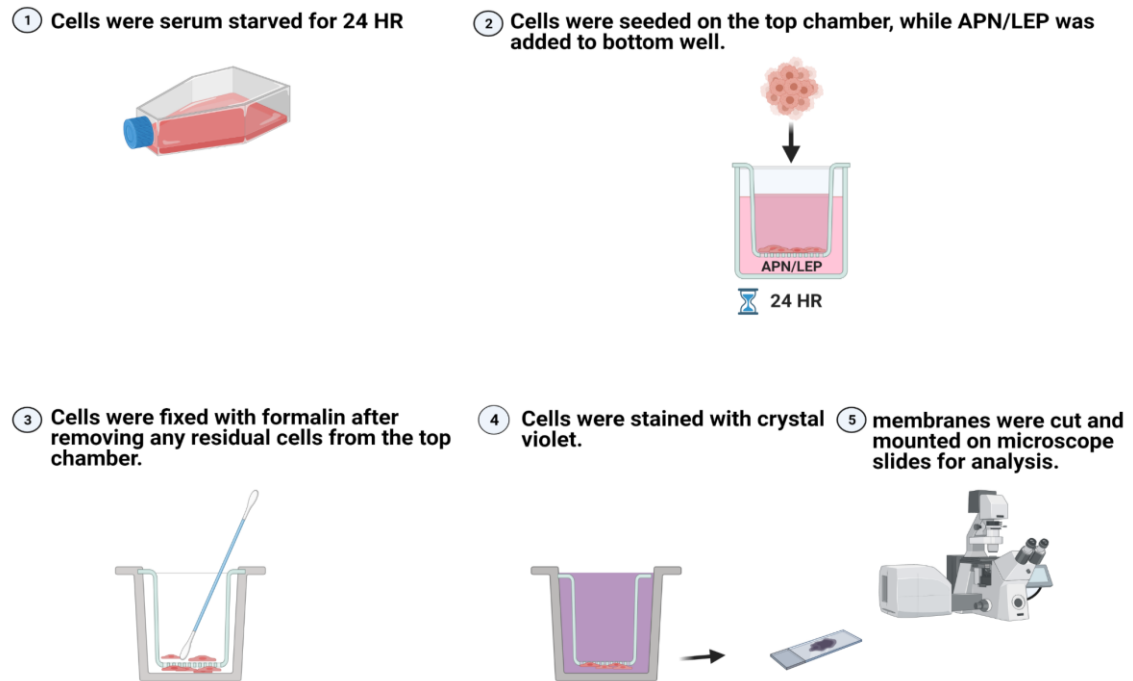 1 Cells were serum starved for 24 HR
2 Cells were seeded on the top chamber, while APN/LEP was
added to bottom well.
APN/LEP
24 HR
3 Cells were fixed with formalin after
removing any residual cells from the top
chamber.
4 Cells were stained with crystal
violet.
5 membranes were cut and
mounted on microscope
slides for analysis.